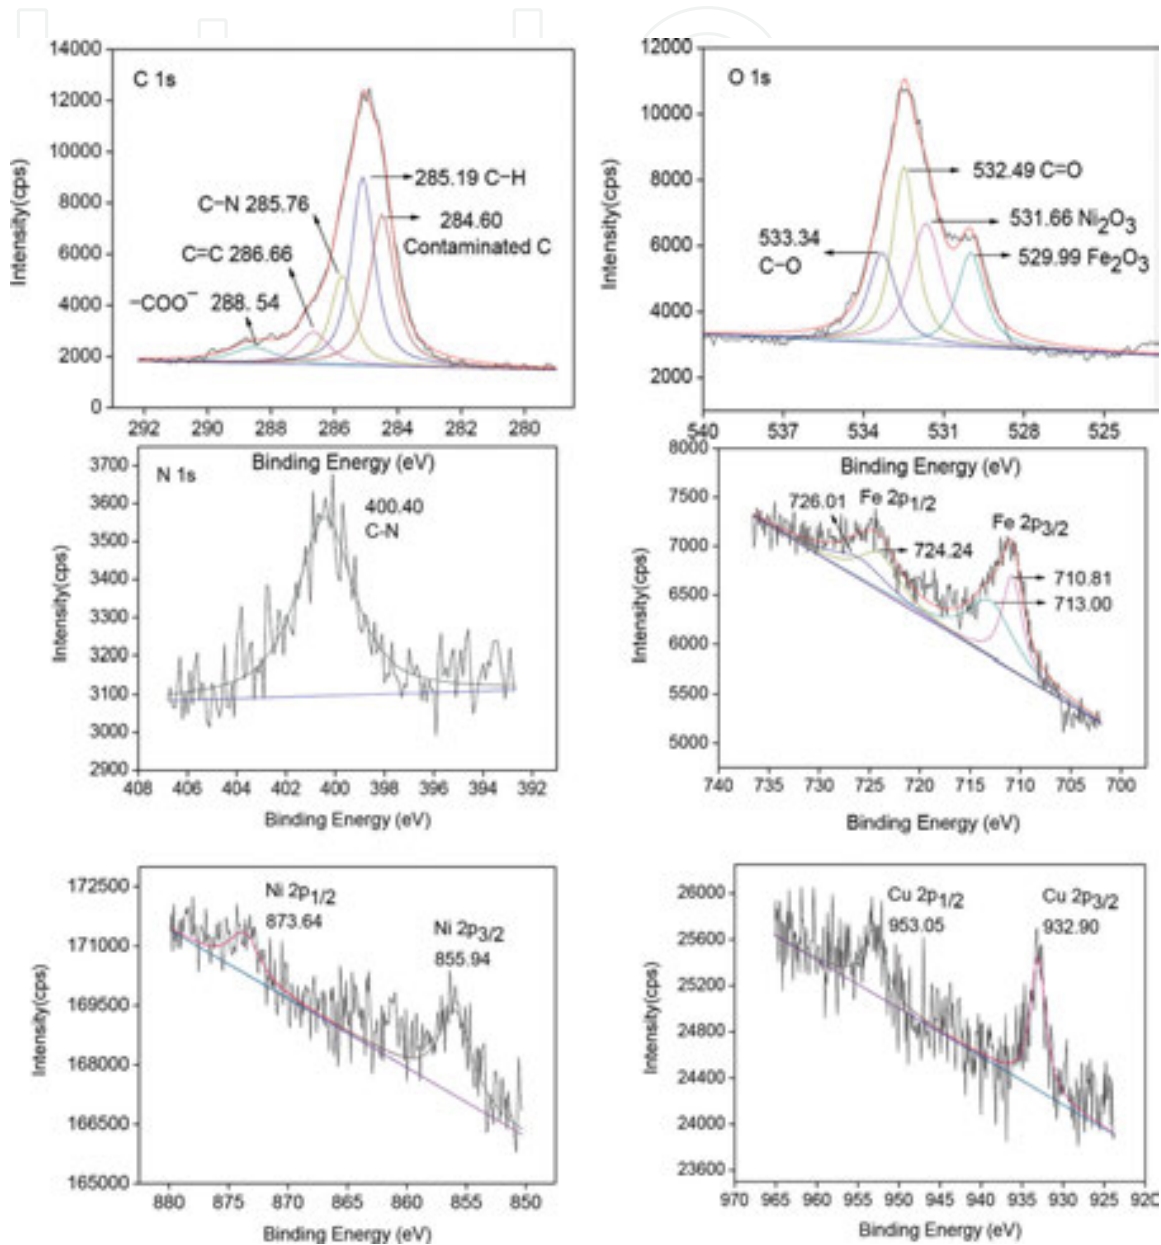 C 1s
14000
12000
10000
8000
6000
4000
2000
0
Intensity(cps)
285.19 C–H
C–N 285.76
284.60
Contaminated C
C=C 286.66
–COO⁻ 288. 54
292 290 288 286 284 282 280
Binding Energy (eV)
O 1s
12000
10000
8000
6000
4000
2000
Intensity(cps)
532.49 C=O
531.66 Ni₂O₃
533.34
C–O
529.99 Fe₂O₃
540 537 534 531 528 525
Binding Energy (eV)
N 1s
3700
3600
3500
3400
3300
3200
3100
3000
2900
Intensity(cps)
400.40
C-N
408 406 404 402 400 398 396 394 392
Binding Energy (eV)
8000
7500
7000
6500
6000
5500
5000
Intensity(cps)
726.01
Fe 2p1/2
Fe 2p3/2
724.24
710.81
713.00
740 735 730 725 720 715 710 705 700
Binding Energy (eV)
172500
171000
169500
168000
166500
165000
Intensity(cps)
Ni 2p1/2
873.64
Ni 2p3/2
855.94
880 875 870 865 860 855 850
Binding Energy (eV)
26000
25600
25200
24800
24400
24000
23600
Intensity(cps)
Cu 2p1/2
953.05
Cu 2p3/2
932.90
970 965 960 955 950 945 940 935 930 925 920
Binding Energy (eV)